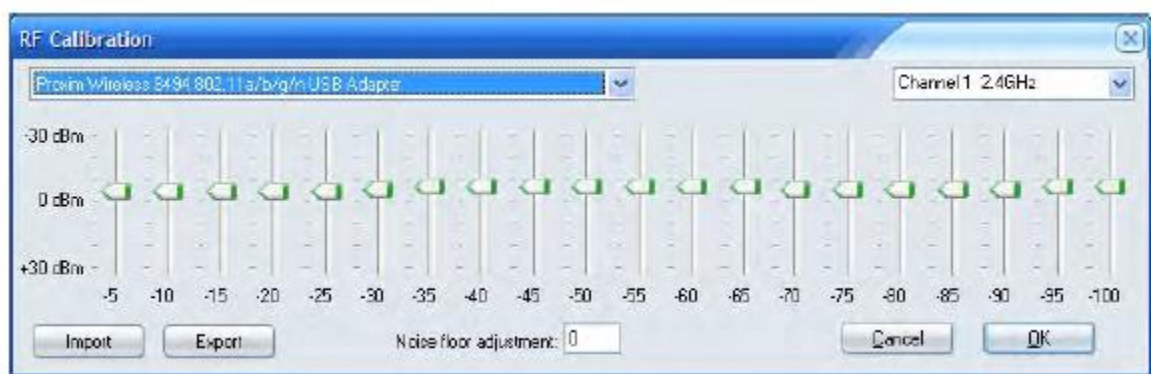 RF Calibration
Proxim Wireless 8494 802.11a/b/g/n USB Adapter
Channel 1 2.4GHz
-30 dBm
0 dBm
+30 dBm
-5 -10 -15 -20 -25 -30 -35 -40 -45 -50 -55 -60 -65 -70 -75 -80 -85 -90 -95 -100
Import Export Noise floor adjustment: 0 Cancel OK